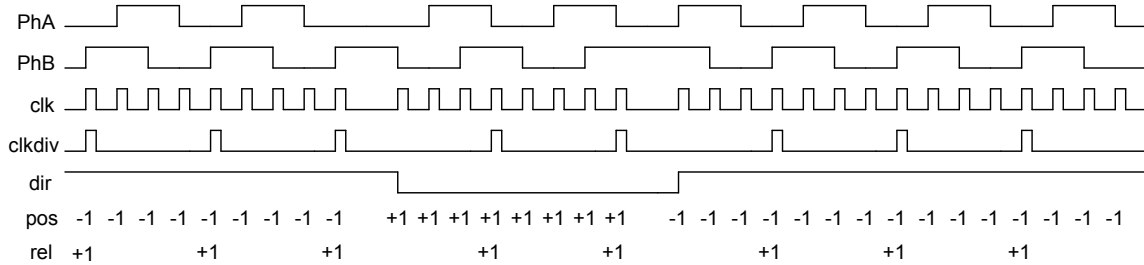 PhA
PhB
clk
clkdiv
dir
pos -1 -1 -1 -1 -1 -1 -1 -1 -1 +1 +1 +1 +1 +1 +1 +1 +1 -1 -1 -1 -1 -1 -1 -1 -1 -1 -1 -1 -1 -1 -1 -1
rel +1 +1 +1 +1 +1 +1 +1 +1